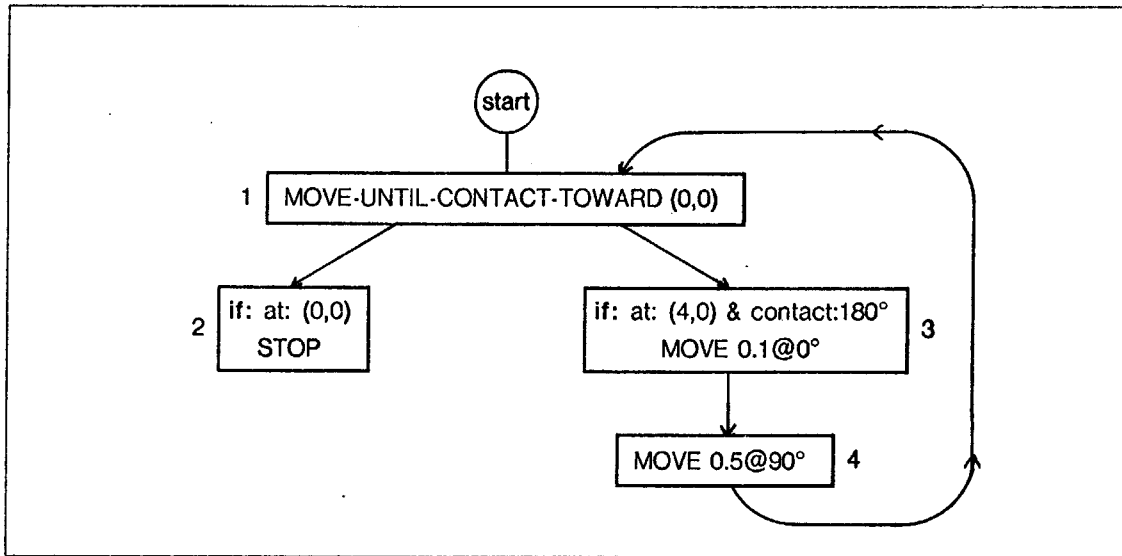 start
1 MOVE-UNTIL-CONTACT-TOWARD (0,0)
2
if: at: (0,0)
STOP
if: at: (4,0) & contact:180°
MOVE 0.1@0°
3
MOVE 0.5@90° 4